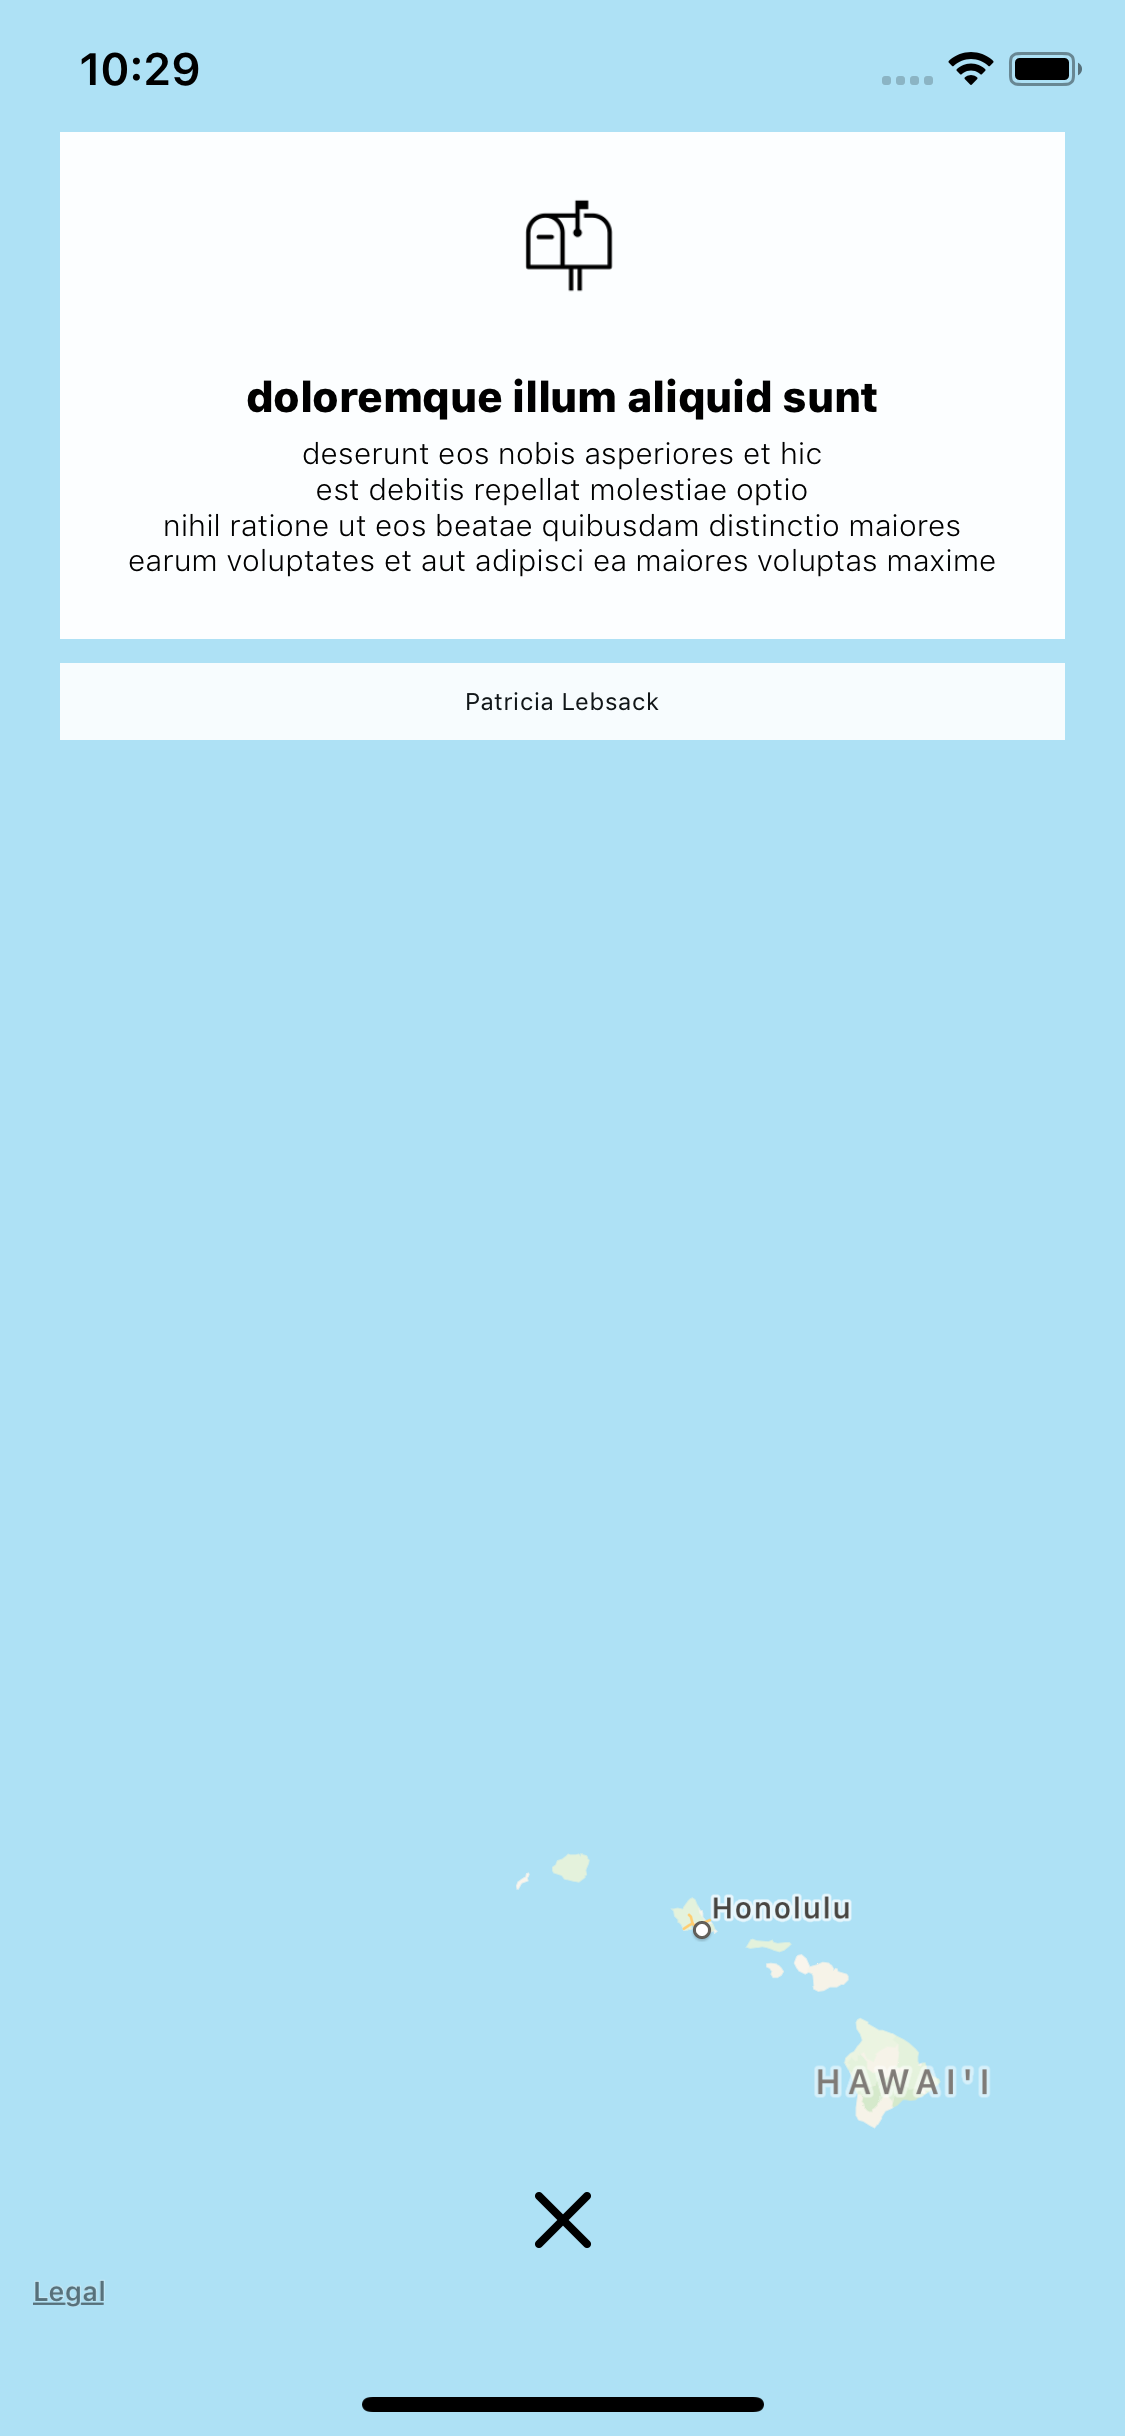 10:29
doloremque illum aliquid sunt
deserunt eos nobis asperiores et hic
est debitis repellat molestiae optio
nihil ratione ut eos beatae quibusdam distinctio maiores
earum voluptates et aut adipisci ea maiores voluptas maxime
Patricia Lebsack
Honolulu
HAWAI'I
Legal